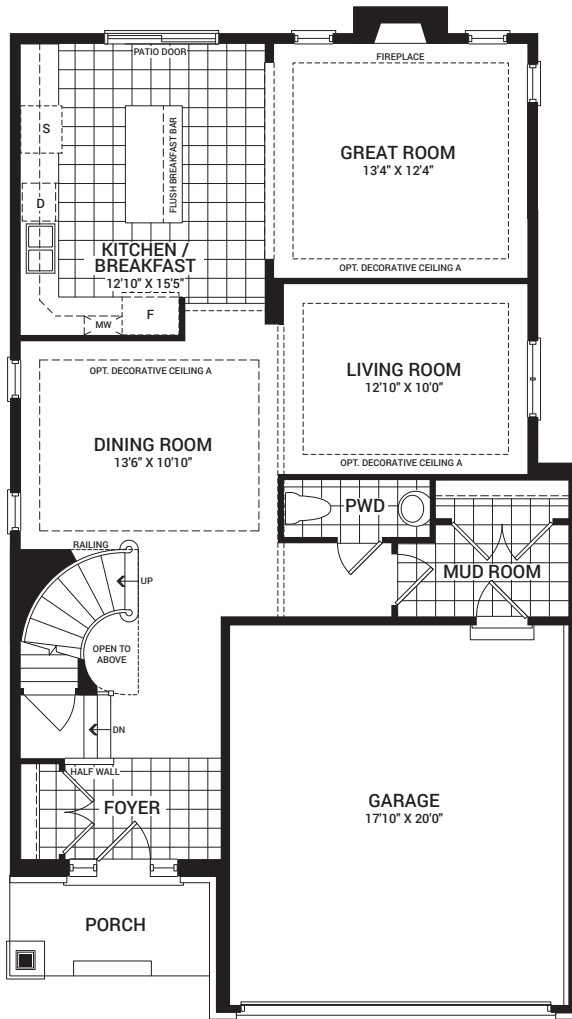 PATIO DOOR
FIREPLACE
S
FLUSH BREAKFAST BAR
GREAT ROOM
13'4" X 12'4"
D
KITCHEN /
BREAKFAST
12'10" X 15'5"
OPT. DECORATIVE CEILING A
F
MW
OPT. DECORATIVE CEILING A
LIVING ROOM
12'10" X 10'0"
DINING ROOM
13'6" X 10'10"
OPT. DECORATIVE CEILING A
PWD
RAILING
UP
MUD ROOM
OPEN TO
ABOVE
DN
HALF WALL
FOYER
GARAGE
17'10" X 20'0"
PORCH